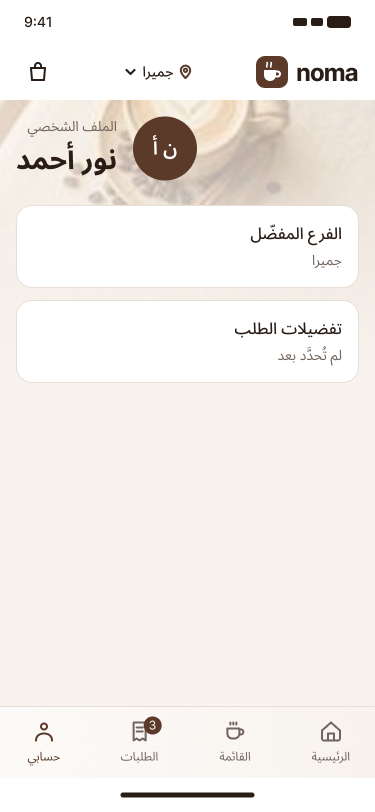 9:41
noma
جميرا
ن أ
الملف الشخصي
نور أحمد
الفرع المفضّل
جميرا
تفضيلات الطلب
لم تُحدَّد بعد
الرئيسية
القائمة
3
الطلبات
حسابي